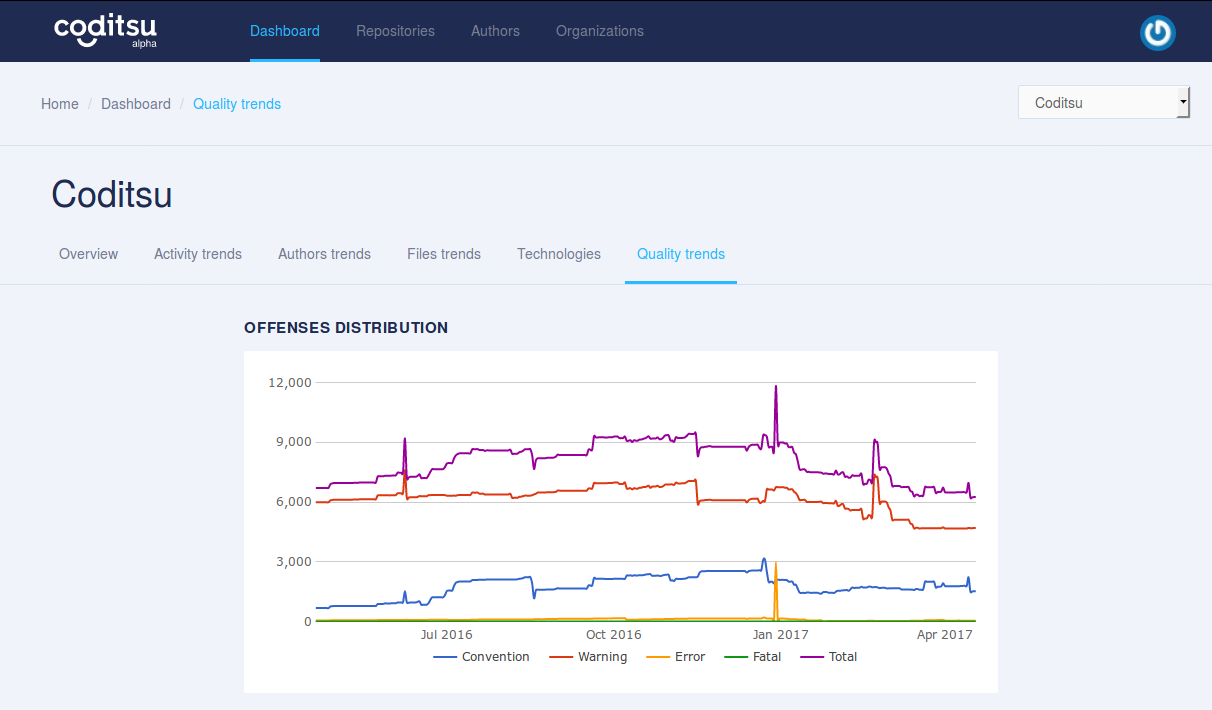 coditsu
alpha
Dashboard Repositories Authors Organizations
Home / Dashboard / Quality trends
Coditsu
Coditsu
Overview Activity trends Authors trends Files trends Technologies Quality trends
OFFENSES DISTRIBUTION
12,000
9,000
6,000
3,000
0
Jul 2016 Oct 2016 Jan 2017 Apr 2017
Convention Warning Error Fatal Total